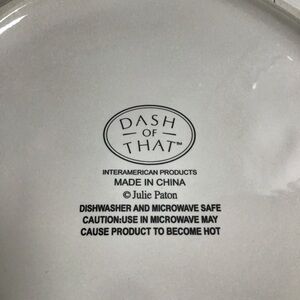 DASH
OF
THAT™
INTERAMERICAN PRODUCTS
MADE IN CHINA
© Julie Paton
DISHWASHER AND MICROWAVE SAFE
CAUTION:USE IN MICROWAVE MAY
CAUSE PRODUCT TO BECOME HOT